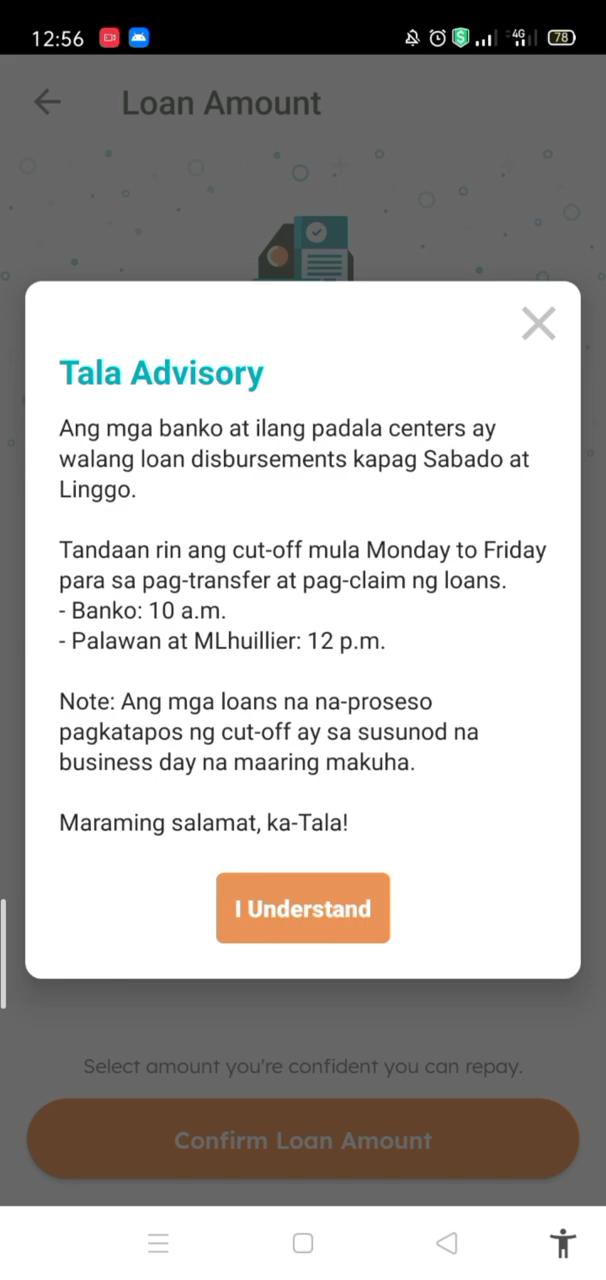 12:56
4G
78
Loan Amount
Tala Advisory
Ang mga banko at ilang padala centers ay
walang loan disbursements kapag Sabado at
Linggo.
Tandaan rin ang cut-off mula Monday to Friday
para sa pag-transfer at pag-claim ng loans.
- Banko: 10 a.m.
- Palawan at MLhuillier: 12 p.m.
Note: Ang mga loans na na-proseso
pagkatapos ng cut-off ay sa susunod na
business day na maaring makuha.
Maraming salamat, ka-Tala!
I Understand
Select amount you're confident you can repay.
Confirm Loan Amount